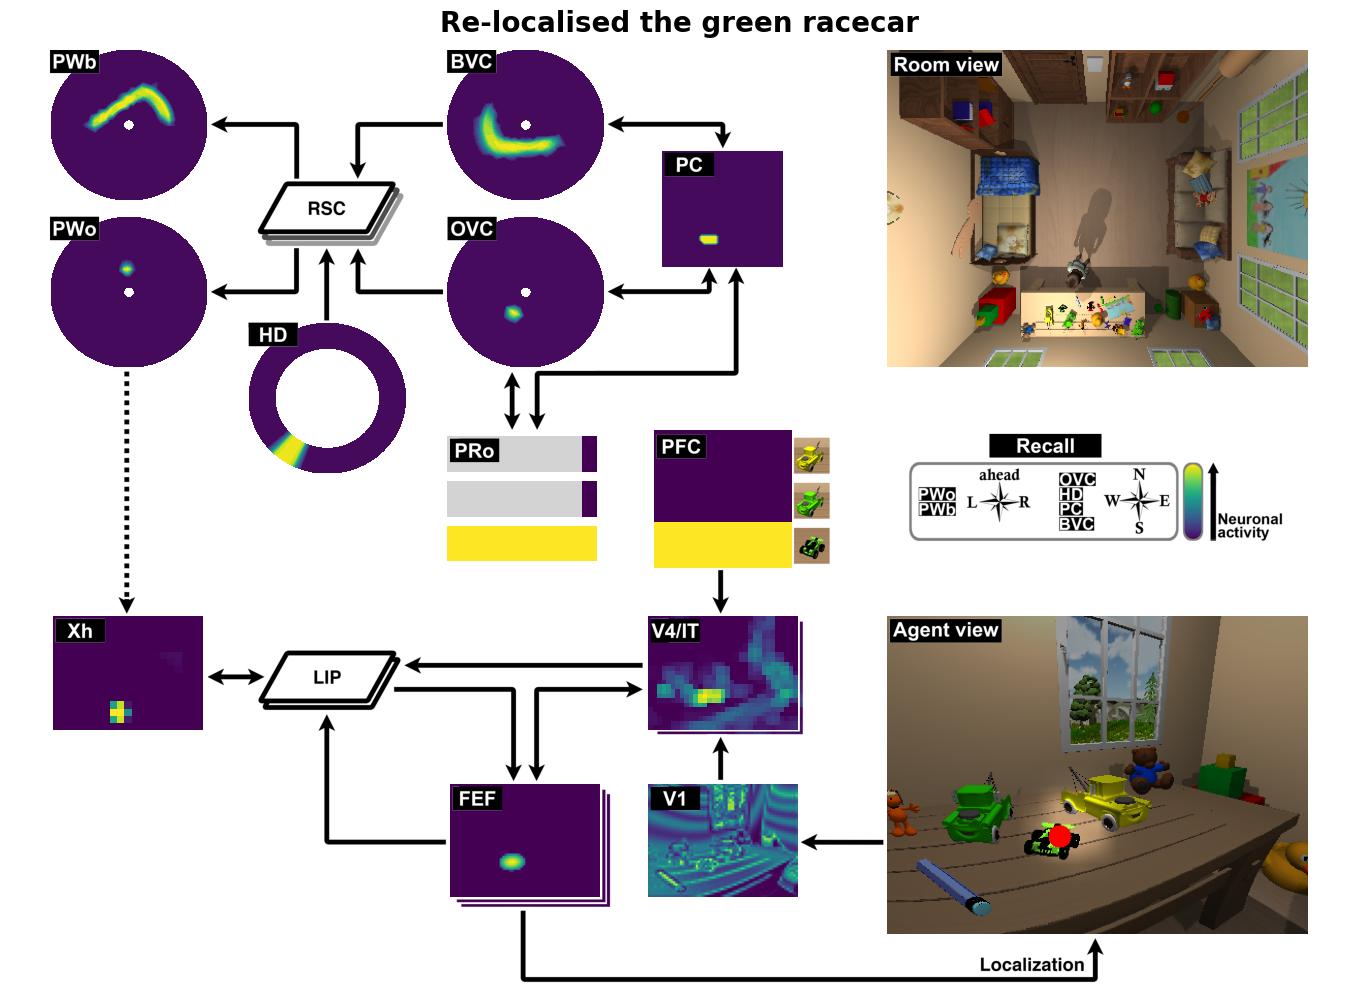 Re-localised the green racecar
PWb
BVC
Room view
PC
RSC
PWo
OVC
HD
PRo
PFC
Recall
ahead
L R
PWo
PWb
OVC
HD
PC
BVC
N
W E
S
Neuronal
activity
Xh
LIP
V4/IT
Agent view
FEF
V1
Localization